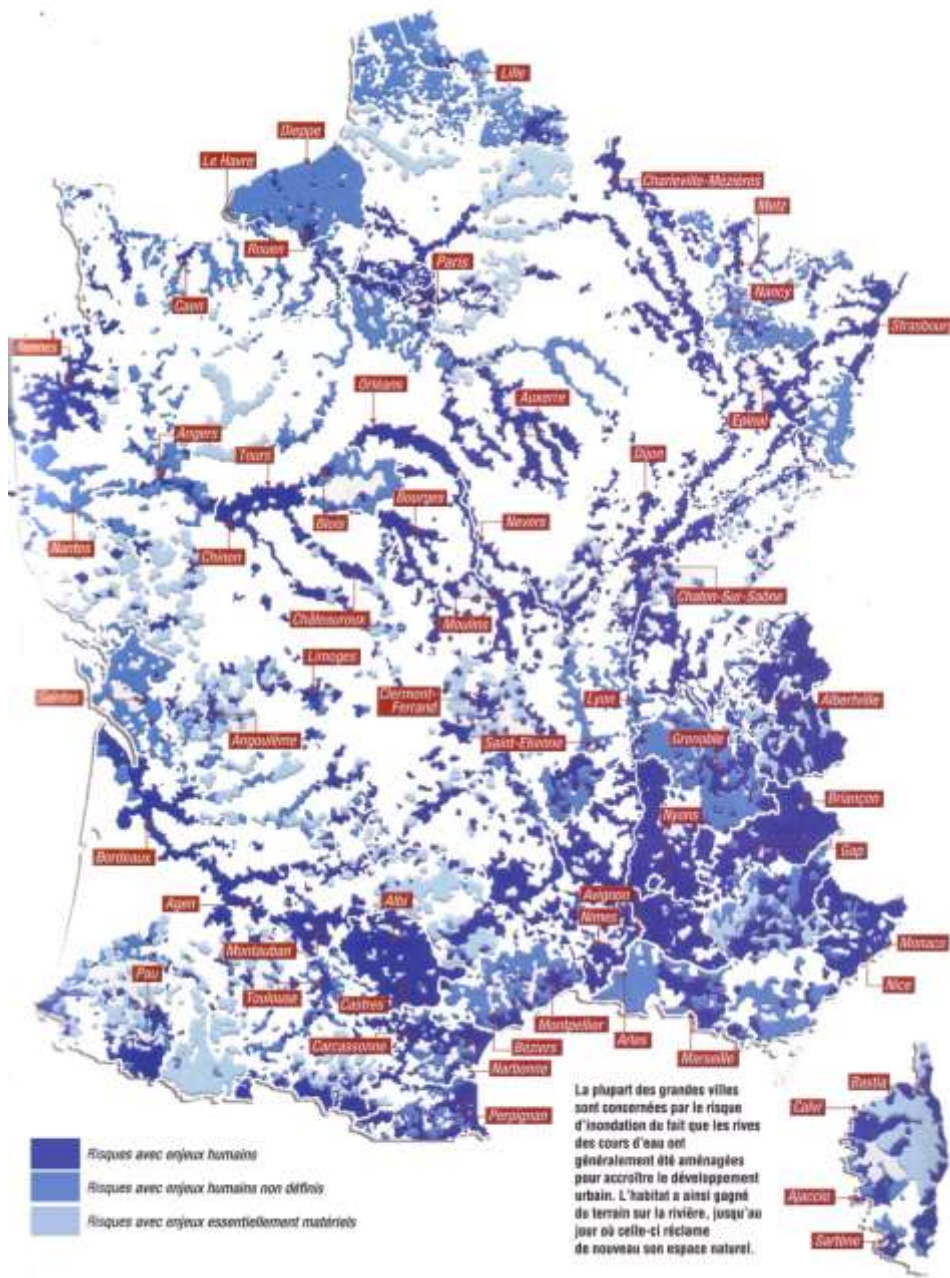 Lille
Dieppe
Le Havre
Charleville-Mézières
Metz
Rouen
Paris
Nancy
Caen
Strasbour
Rennes
Orléans
Auxerre
Epinal
Angers
Tours
Dijon
Bourges
Blois
Nevers
Nantes
Chinon
Chalon-Sur-Saône
Châteauroux
Moulins
Limoges
Saintes
Clermont-
Ferrand
Lyon
Albertville
Angoulême
Saint-Etienne
Grenoble
Briançon
Nyons
Bordeaux
Gap
Agen
Albi
Avignon
Nîmes
Montauban
Monaco
Pau
Toulouse
Castres
Nice
Montpellier
Arles
Carcassonne
Béziers
Marseille
Narbonne
Perpignan
Bastia
Calvi
Ajaccio
Sartène
La plupart des grandes villes
sont concernées par le risque
d'inondation du fait que les rives
des cours d'eau ont
généralement été aménagées
pour accroître le développement
urbain. L'habitat a ainsi gagné
du terrain sur la rivière, jusqu'au
jour où celle-ci réclame
de nouveau son espace naturel.
Risques avec enjeux humains
Risques avec enjeux humains non définis
Risques avec enjeux essentiellement matériels